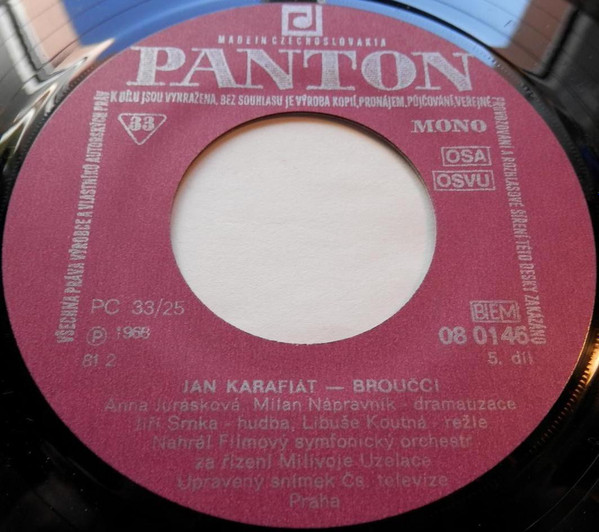 MADE IN CZECHOSLOVAKIA
PANTON
VŠECHNA PRÁVA VÝROBCE A VLASTNÍKŮ AUTORSKÝCH PRÁV K DÍLU JSOU VYHRAŽENA, BEZ SOUHLASU JE VÝROBA KOPIÍ, PRONÁJEM, PŮJČOVÁNÍ, VEŘEJNÉ PROVOZOVÁNÍ A ROZHLASOVÉ ŠÍŘENÍ TÉTO DESKY ZAKÁZÁNO
33
MONO
OSA
OSVU
PC 33/25
Ⓟ 1968
81 2
BIEM
08 0146
5. díl
JAN KARAFIÁT — BROUČCI
Anna Jurásková, Milan Nápravník - dramatizace
Jiří Srnka - hudba, Libuše Koutná - režie
Nahrál Filmový symfonický orchestr
za řízení Milivoje Uzelace
Upravený snímek Čs. televize
Praha